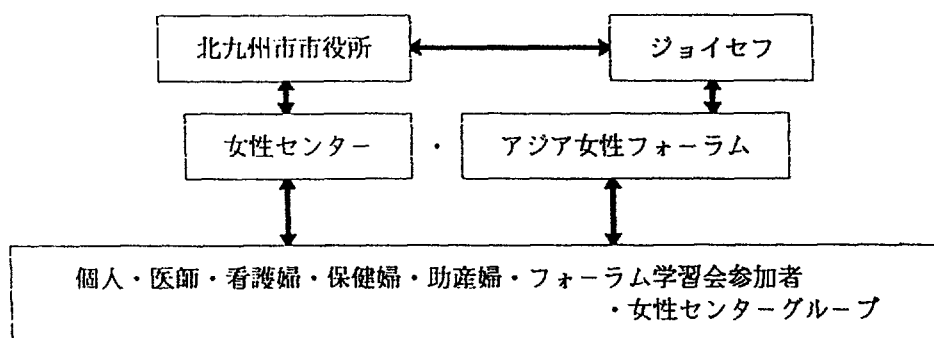 北九州市市役所
ジョイセフ
女性センター ・ アジア女性フォーラム
個人・医師・看護婦・保健婦・助産婦・フォーラム学習会参加者
・女性センターグループ